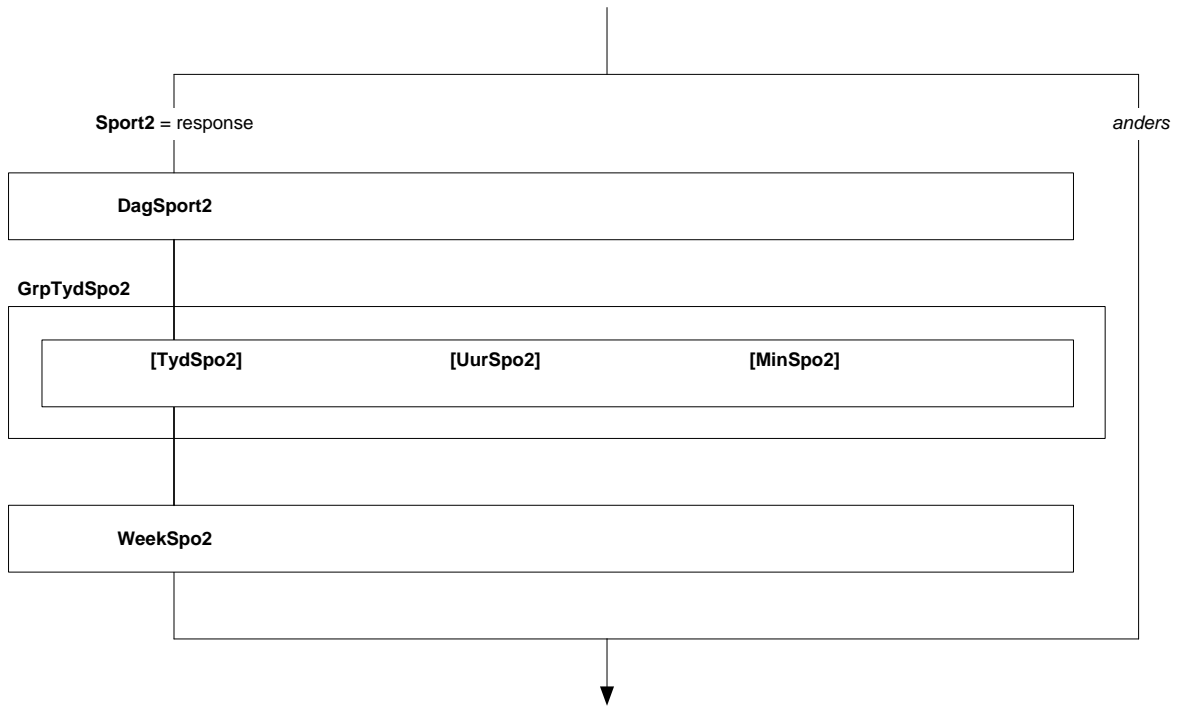 Sport2 = response anders
DagSport2
GrpTydSpo2
[TydSpo2] [UurSpo2] [MinSpo2]
WeekSpo2